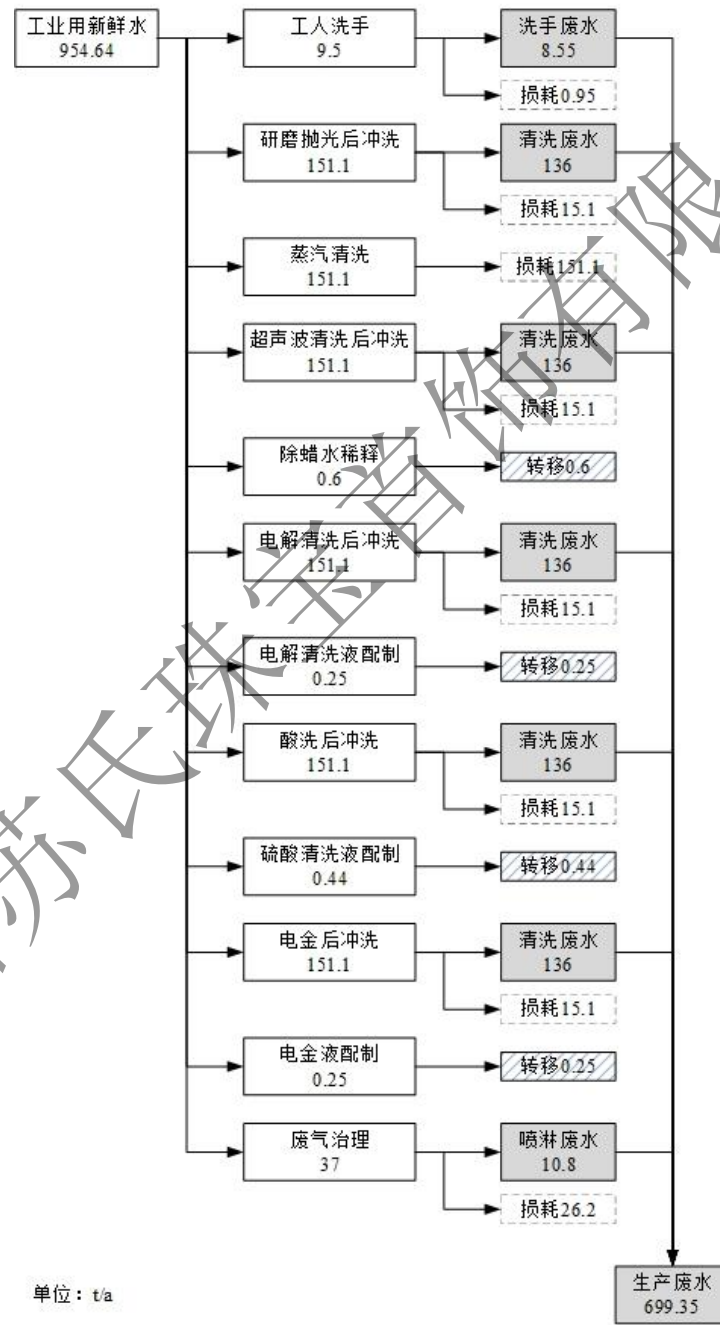 工业用新鲜水
954.64
工人洗手
9.5
洗手废水
8.55
损耗0.95
研磨抛光后冲洗
151.1
清洗废水
136
损耗15.1
蒸汽清洗
151.1
损耗151.1
超声波清洗后冲洗
151.1
清洗废水
136
损耗15.1
除蜡水稀释
0.6
转移0.6
电解清洗后冲洗
151.1
清洗废水
136
损耗15.1
电解清洗液配制
0.25
转移0.25
酸洗后冲洗
151.1
清洗废水
136
损耗15.1
硫酸清洗液配制
0.44
转移0.44
电金后冲洗
151.1
清洗废水
136
损耗15.1
电金液配制
0.25
转移0.25
废气治理
37
喷淋废水
10.8
损耗26.2
单位：t/a
生产废水
699.35
苏氏珠宝首饰有限